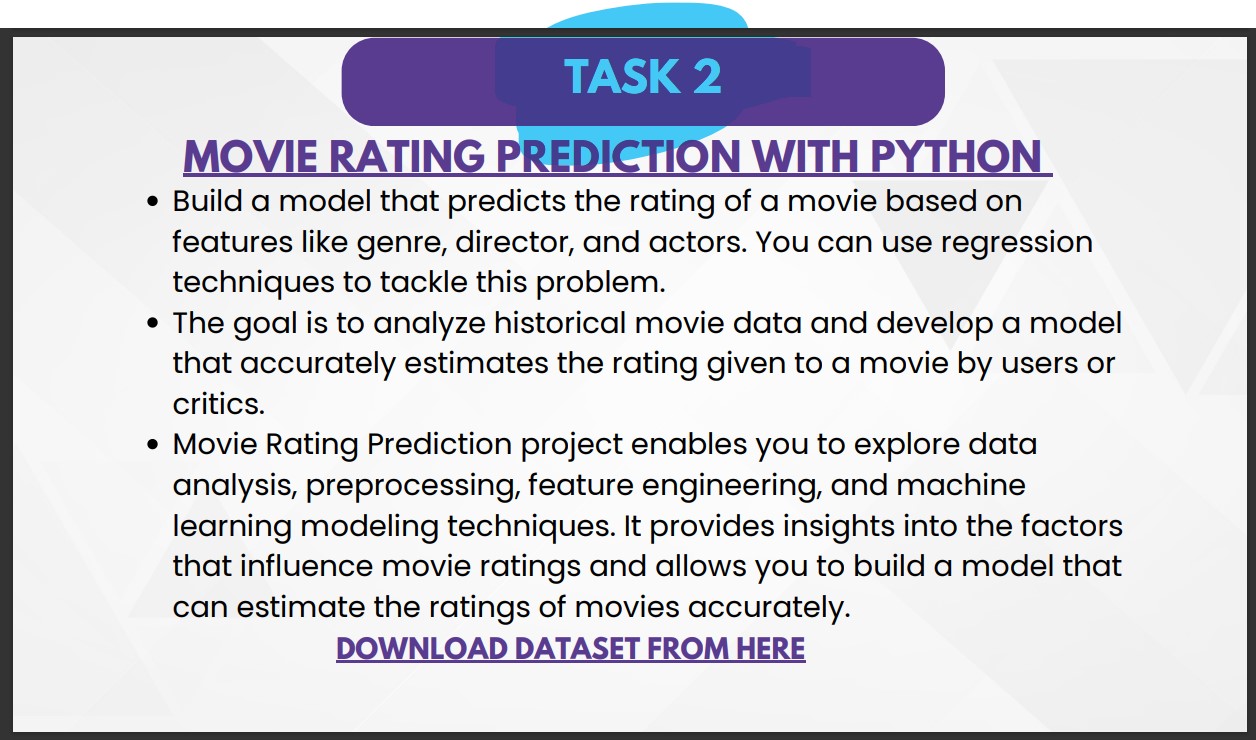 TASK 2
MOVIE RATING PREDICTION WITH PYTHON
• Build a model that predicts the rating of a movie based on
features like genre, director, and actors. You can use regression
techniques to tackle this problem.
• The goal is to analyze historical movie data and develop a model
that accurately estimates the rating given to a movie by users or
critics.
• Movie Rating Prediction project enables you to explore data
analysis, preprocessing, feature engineering, and machine
learning modeling techniques. It provides insights into the factors
that influence movie ratings and allows you to build a model that
can estimate the ratings of movies accurately.
DOWNLOAD DATASET FROM HERE